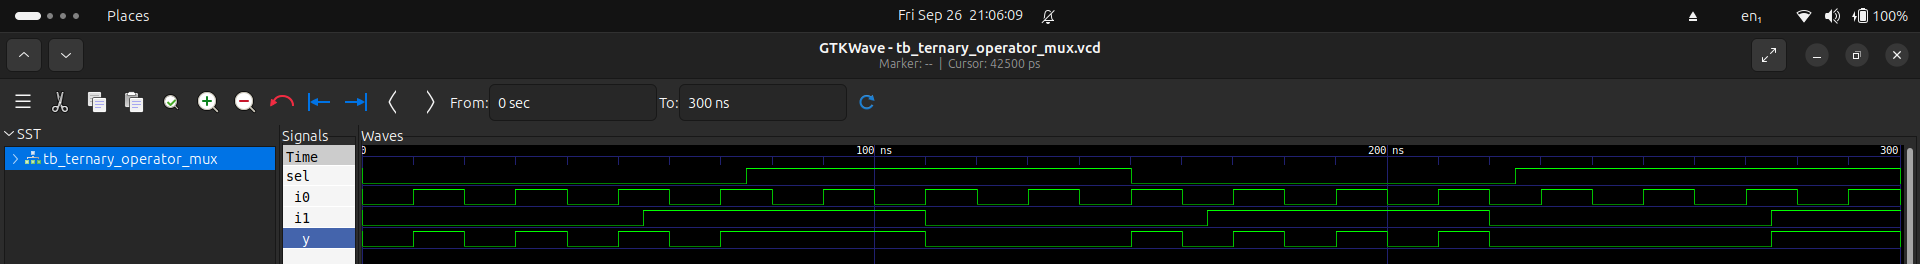 Places
Fri Sep 26 21:06:09
en₁
100%
GTKWave - tb_ternary_operator_mux.vcd
Marker: -- | Cursor: 42500 ps
From: 0 sec
To: 300 ns
SST
tb_ternary_operator_mux
Signals
Time
sel
i0
i1
y
Waves
0
100 ns
200 ns
300